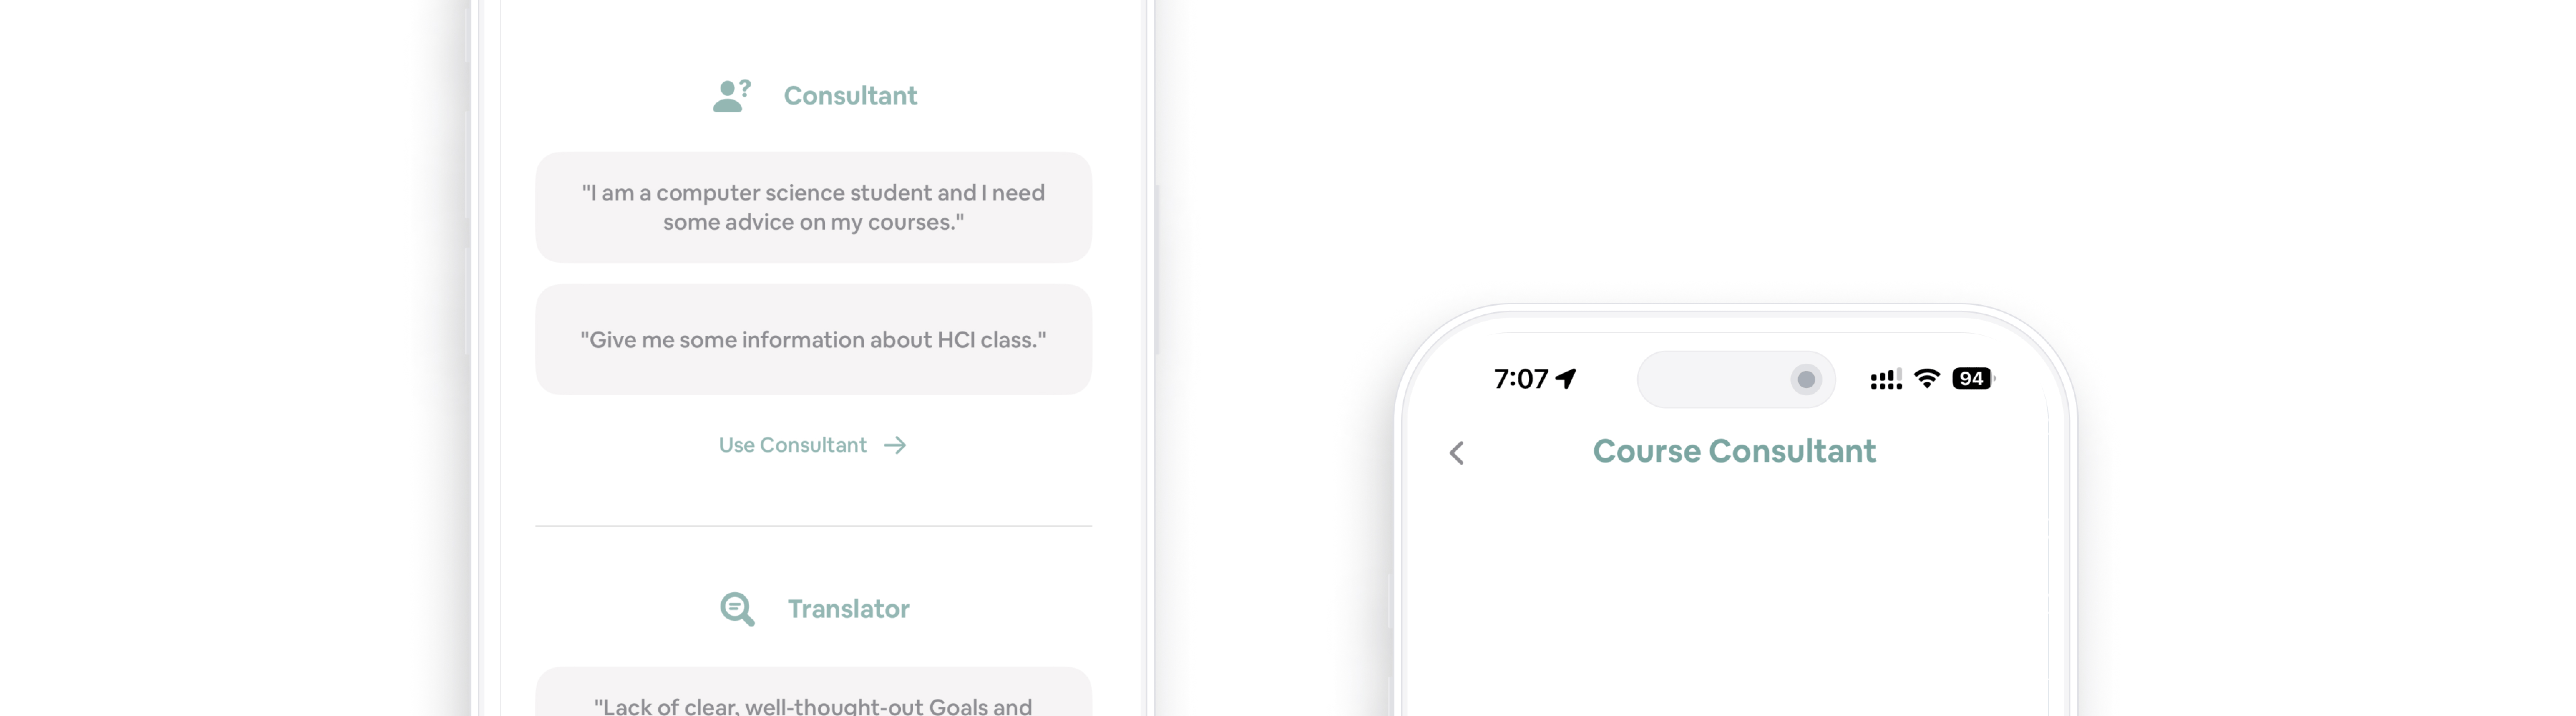 Consultant
"I am a computer science student and I need
some advice on my courses."
"Give me some information about HCI class."
Use Consultant
Translator
"Lack of clear, well-thought-out Goals and
7:07
94
Course Consultant